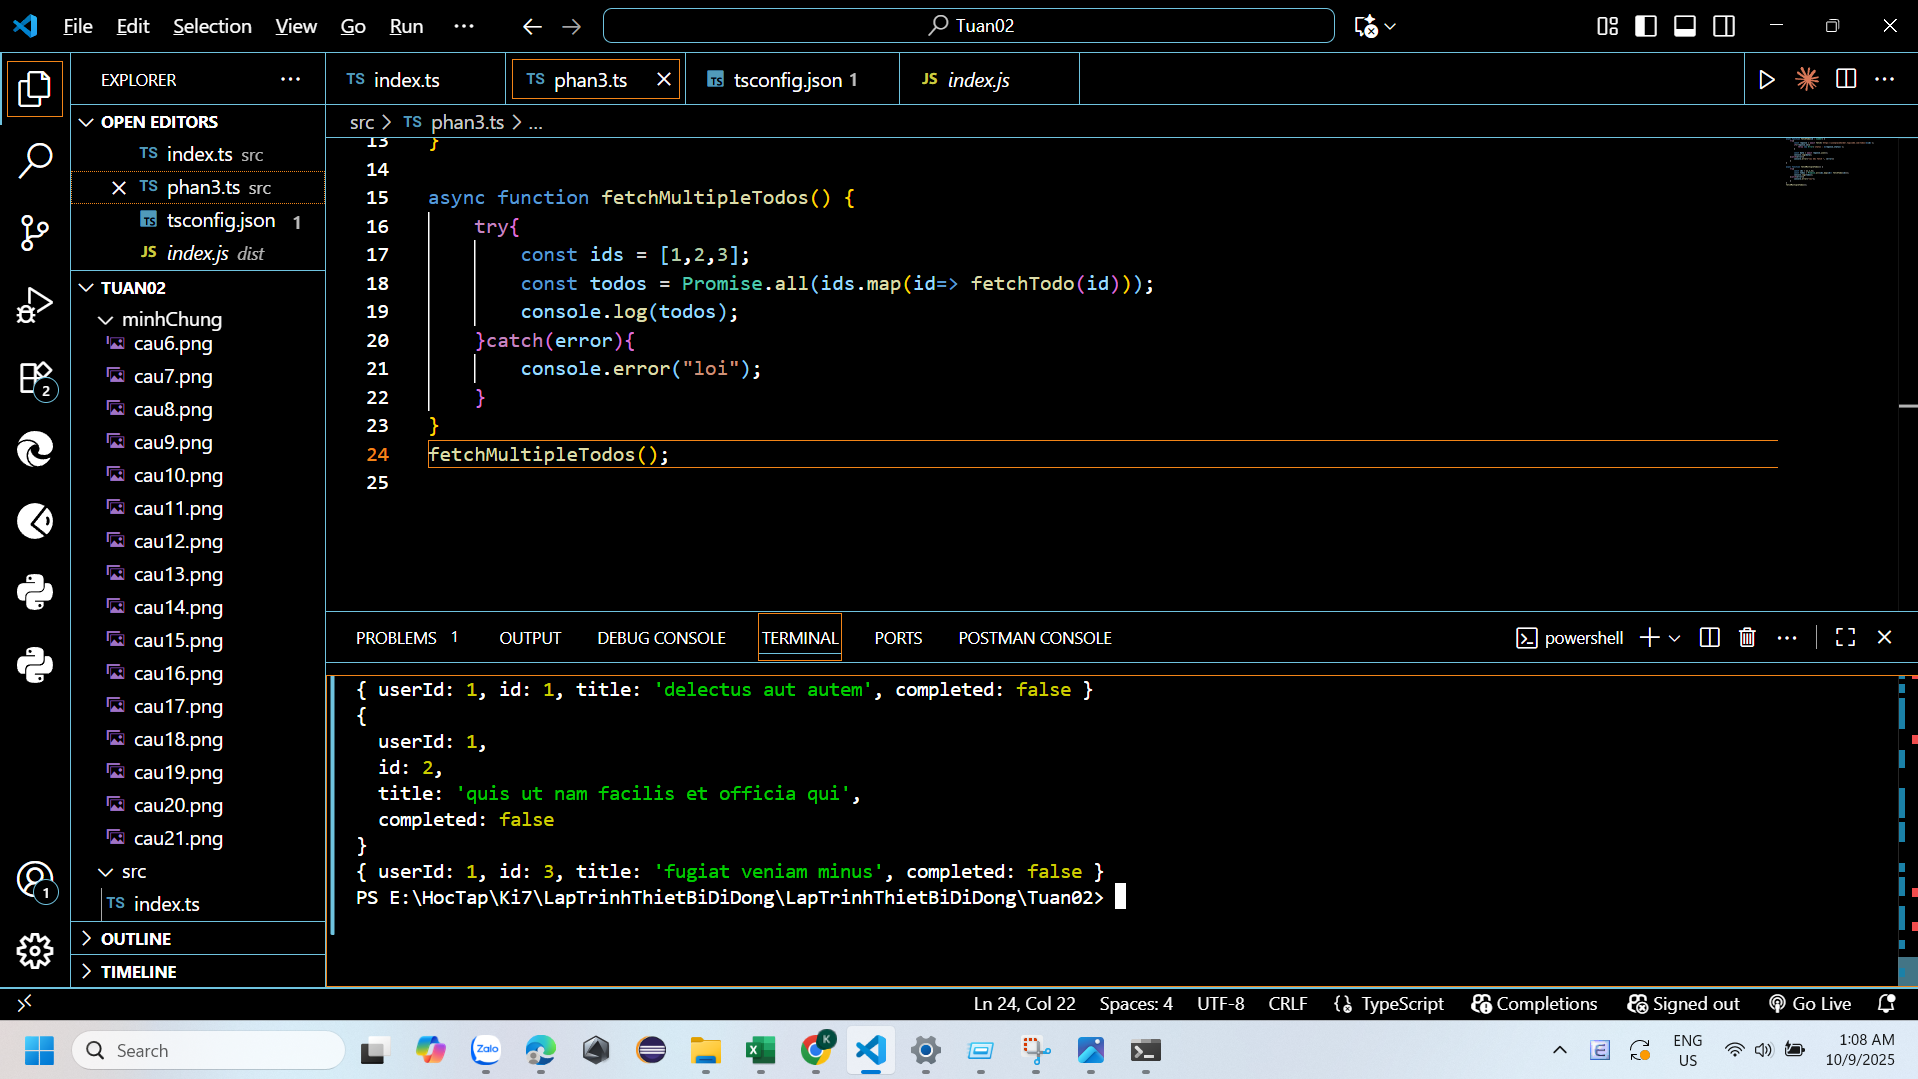 File Edit Selection View Go Run ··· Tuan02
EXPLORER ···
OPEN EDITORS
TS index.ts src
TS phan3.ts src
TS tsconfig.json 1
JS index.js dist
TUAN02
minhChung
cau6.png
cau7.png
cau8.png
cau9.png
cau10.png
cau11.png
cau12.png
cau13.png
cau14.png
cau15.png
cau16.png
cau17.png
cau18.png
cau19.png
cau20.png
cau21.png
src
TS index.ts
OUTLINE
TIMELINE
2
1
TS index.ts TS phan3.ts TS tsconfig.json 1 JS index.js
src > TS phan3.ts > ...
13 }
14
15 async function fetchMultipleTodos() {
16 try{
17 const ids = [1,2,3];
18 const todos = Promise.all(ids.map(id=> fetchTodo(id)));
19 console.log(todos);
20 }catch(error){
21 console.error("loi");
22 }
23 }
24 fetchMultipleTodos();
25
PROBLEMS 1 OUTPUT DEBUG CONSOLE TERMINAL PORTS POSTMAN CONSOLE powershell
{ userId: 1, id: 1, title: 'delectus aut autem', completed: false }
{
userId: 1,
id: 2,
title: 'quis ut nam facilis et officia qui',
completed: false
}
{ userId: 1, id: 3, title: 'fugiat veniam minus', completed: false }
PS E:\HocTap\Ki7\LapTrinhThietBiDiDong\LapTrinhThietBiDiDong\Tuan02>
Ln 24, Col 22 Spaces: 4 UTF-8 CRLF TypeScript Completions Signed out Go Live
Search Zalo K ENG
US
1:08 AM
10/9/2025